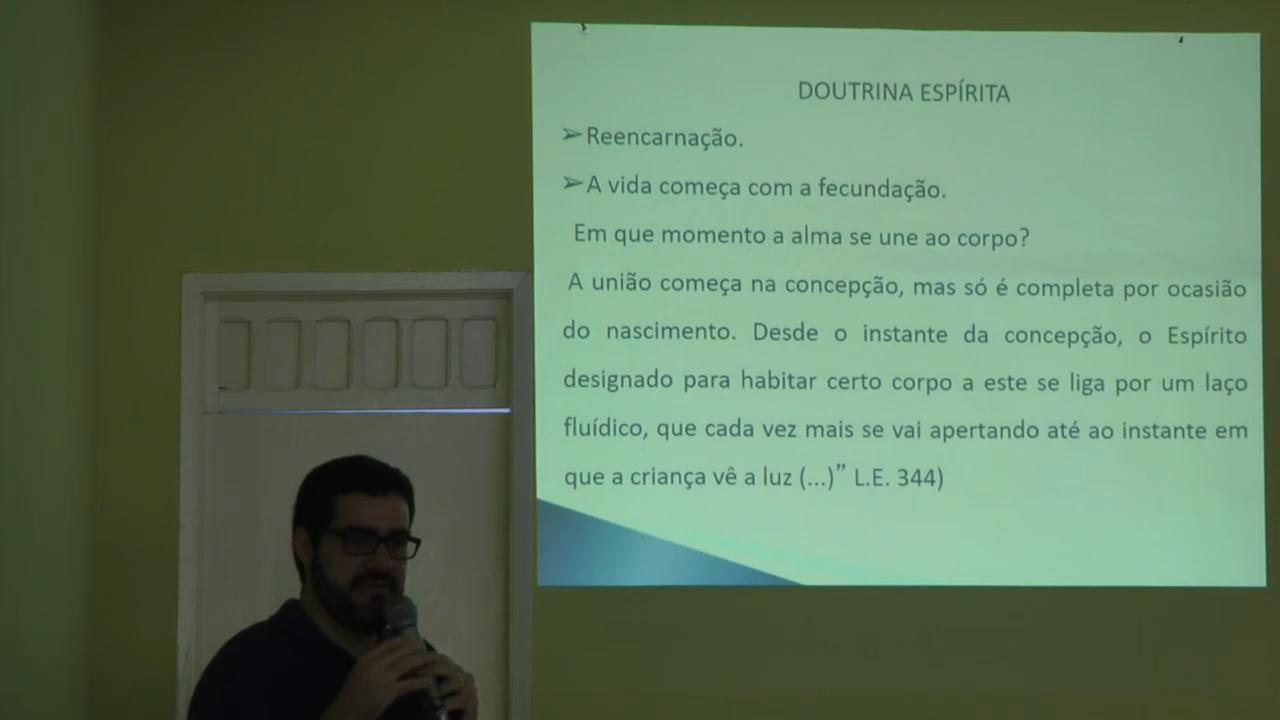 DOUTRINA ESPÍRITA
➢Reencarnação.
➢A vida começa com a fecundação.
Em que momento a alma se une ao corpo?
A união começa na concepção, mas só é completa por ocasião
do nascimento. Desde o instante da concepção, o Espírito
designado para habitar certo corpo a este se liga por um laço
fluídico, que cada vez mais se vai apertando até ao instante em
que a criança vê a luz (...)” L.E. 344)